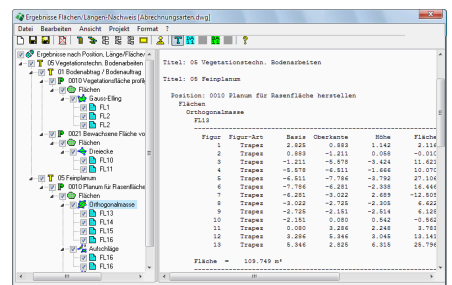 Ergebnisse Flächen/Längen-Nachweis [Abrechnungsarten.dwg]
Datei Bearbeiten Ansicht Projekt Format ?
Ergebnisse nach Position, Länge/Fläche/
05 Vegetationstechn. Bodenarbeiten
01 Bodenabtrag / Bodenauftrag
0010 Vegetationsfläche profil
Flächen
Gauss-Elling
FL1
FL2
FL2
0021 Bewachsene Fläche vo
Flächen
Dreiecke
FL10
FL11
05 Feinplanum
0010 Planum für Rasenfläche
Flächen
Orthogonalmasse
FL13
FL14
FL15
FL16
Aufschläge
FL16
FL16
Titel: 05 Vegetationstechn. Bodenarbeiten
Titel: 05 Feinplanum
Position: 0010 Planum für Rasenfläche herstellen
Flächen
Orthogonalmasse
FL13
Figur Figur-Art Basis Oberkante Höhe Fläche
1 Trapez 2.825 0.883 1.142 2.116
2 Trapez 0.883 -1.211 0.058 -0.010
3 Trapez -1.211 -5.578 -3.424 11.621
4 Trapez -5.578 -6.511 -1.666 10.070
5 Trapez -6.511 -7.786 -3.792 27.106
6 Trapez -7.786 -6.281 -2.338 16.446
7 Trapez -6.281 -3.022 2.689 -12.508
8 Trapez -3.022 -2.725 -2.305 6.622
9 Trapez -2.725 -2.151 -2.514 6.128
10 Trapez -2.151 0.080 0.542 -0.562
11 Trapez 0.080 3.286 2.248 3.783
12 Trapez 3.286 5.346 3.045 13.141
13 Trapez 5.346 2.825 6.315 25.796
Fläche = 109.749 m²